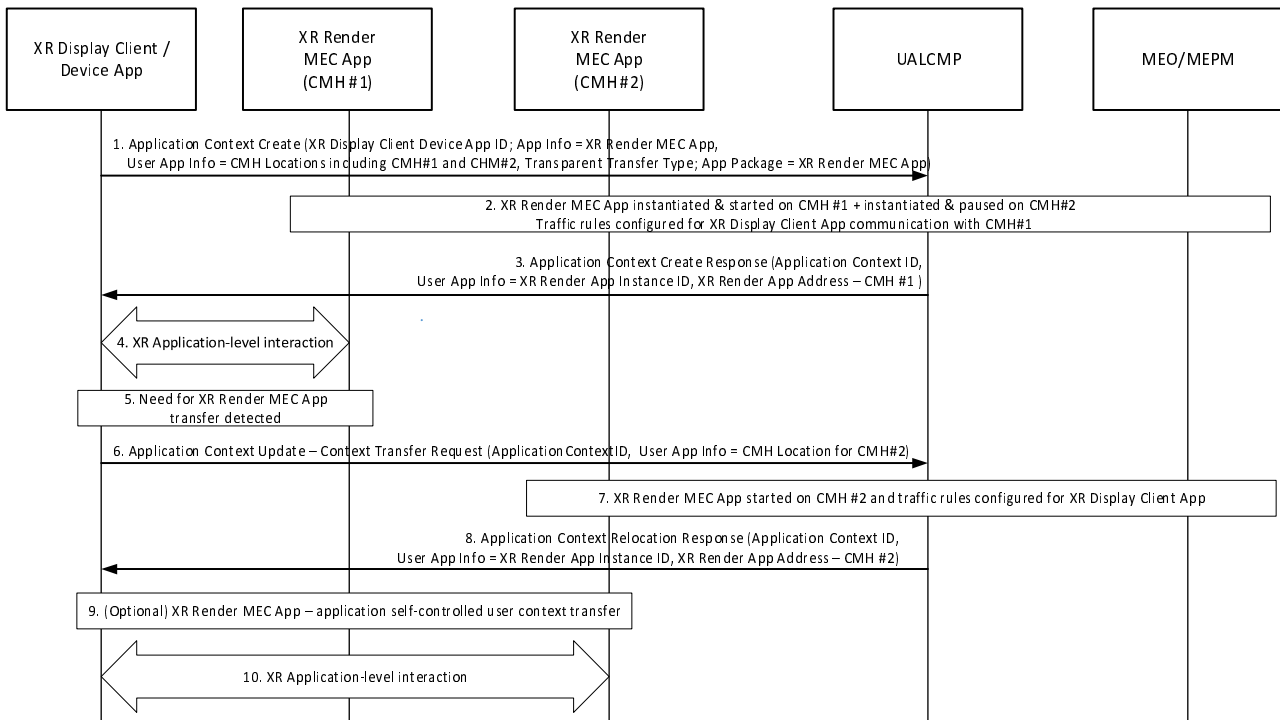 XR Display Client /
Device App
XR Render
MEC App
(CMH #1)
XR Render
MEC App
(CMH #2)
UALCMP
MEO/MEPM
1. Application Context Create (XR Display Client Device App ID; App Info = XR Render MEC App,
User App Info = CMH Locations including CMH#1 and CHM#2, Transparent Transfer Type; App Package = XR Render MEC App)
2. XR Render MEC App instantiated & started on CMH #1 + instantiated & paused on CMH#2
Traffic rules configured for XR Display Client App communication with CMH#1
3. Application Context Create Response (Application Context ID,
User App Info = XR Render App Instance ID, XR Render App Address – CMH #1 )
4. XR Application-level interaction
5. Need for XR Render MEC App
transfer detected
6. Application Context Update – Context Transfer Request (ApplicationContextID, User App Info = CMH Location for CMH#2)
7. XR Render MEC App started on CMH #2 and traffic rules configured for XR Display Client App
8. Application Context Relocation Response (Application Context ID,
User App Info = XR Render App Instance ID, XR Render App Address – CMH #2)
9. (Optional) XR Render MEC App – application self-controlled user context transfer
10. XR Application-level interaction